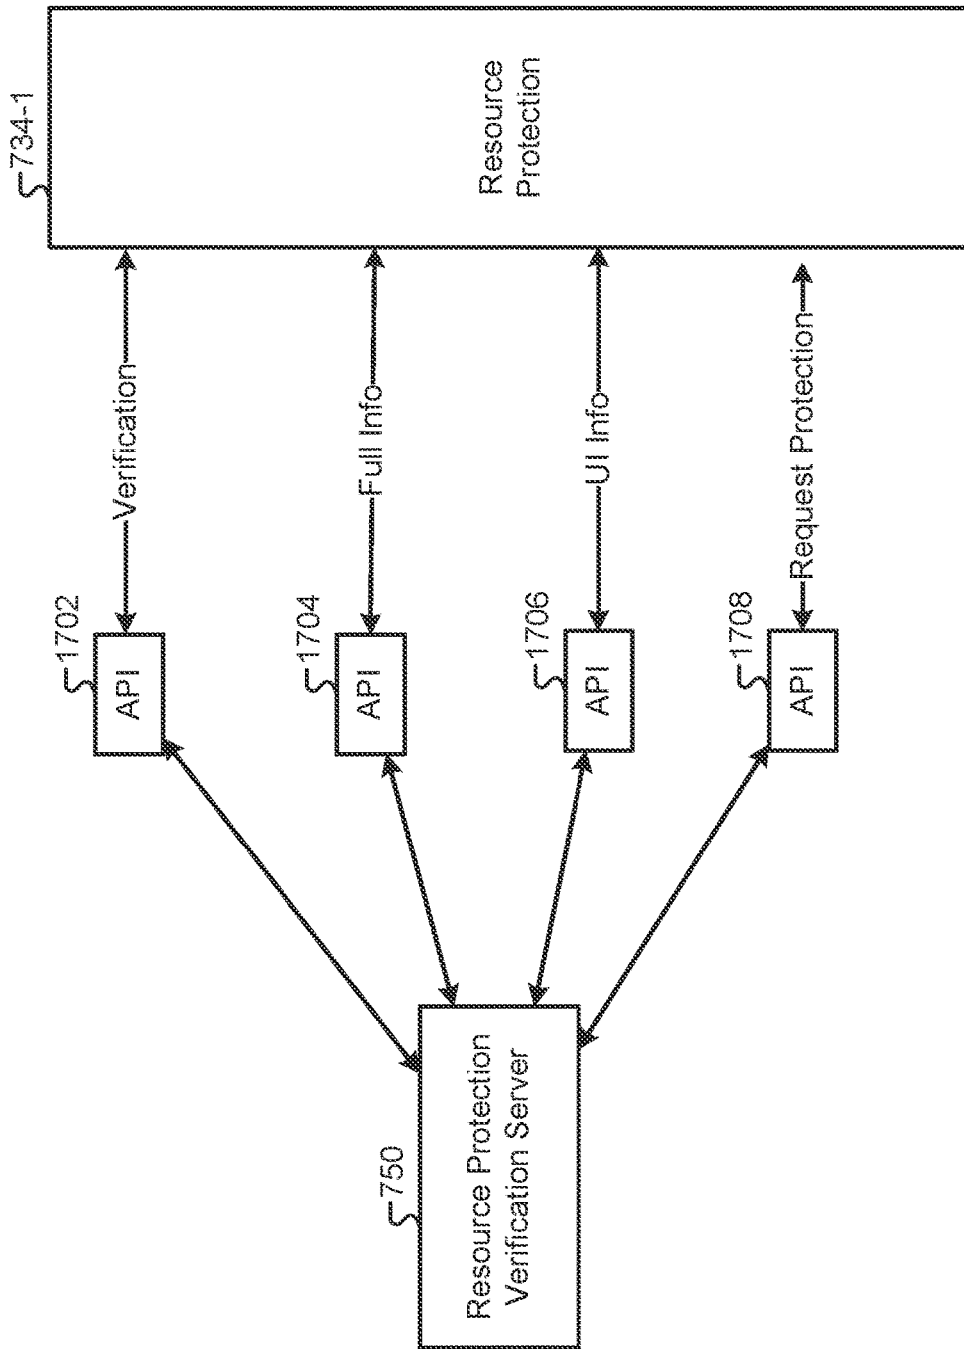 734-1
Resource
Protection
Verification
Full Info
UI Info
Request Protection
1702
API
1704
API
1706
API
1708
API
750
Resource Protection
Verification Server